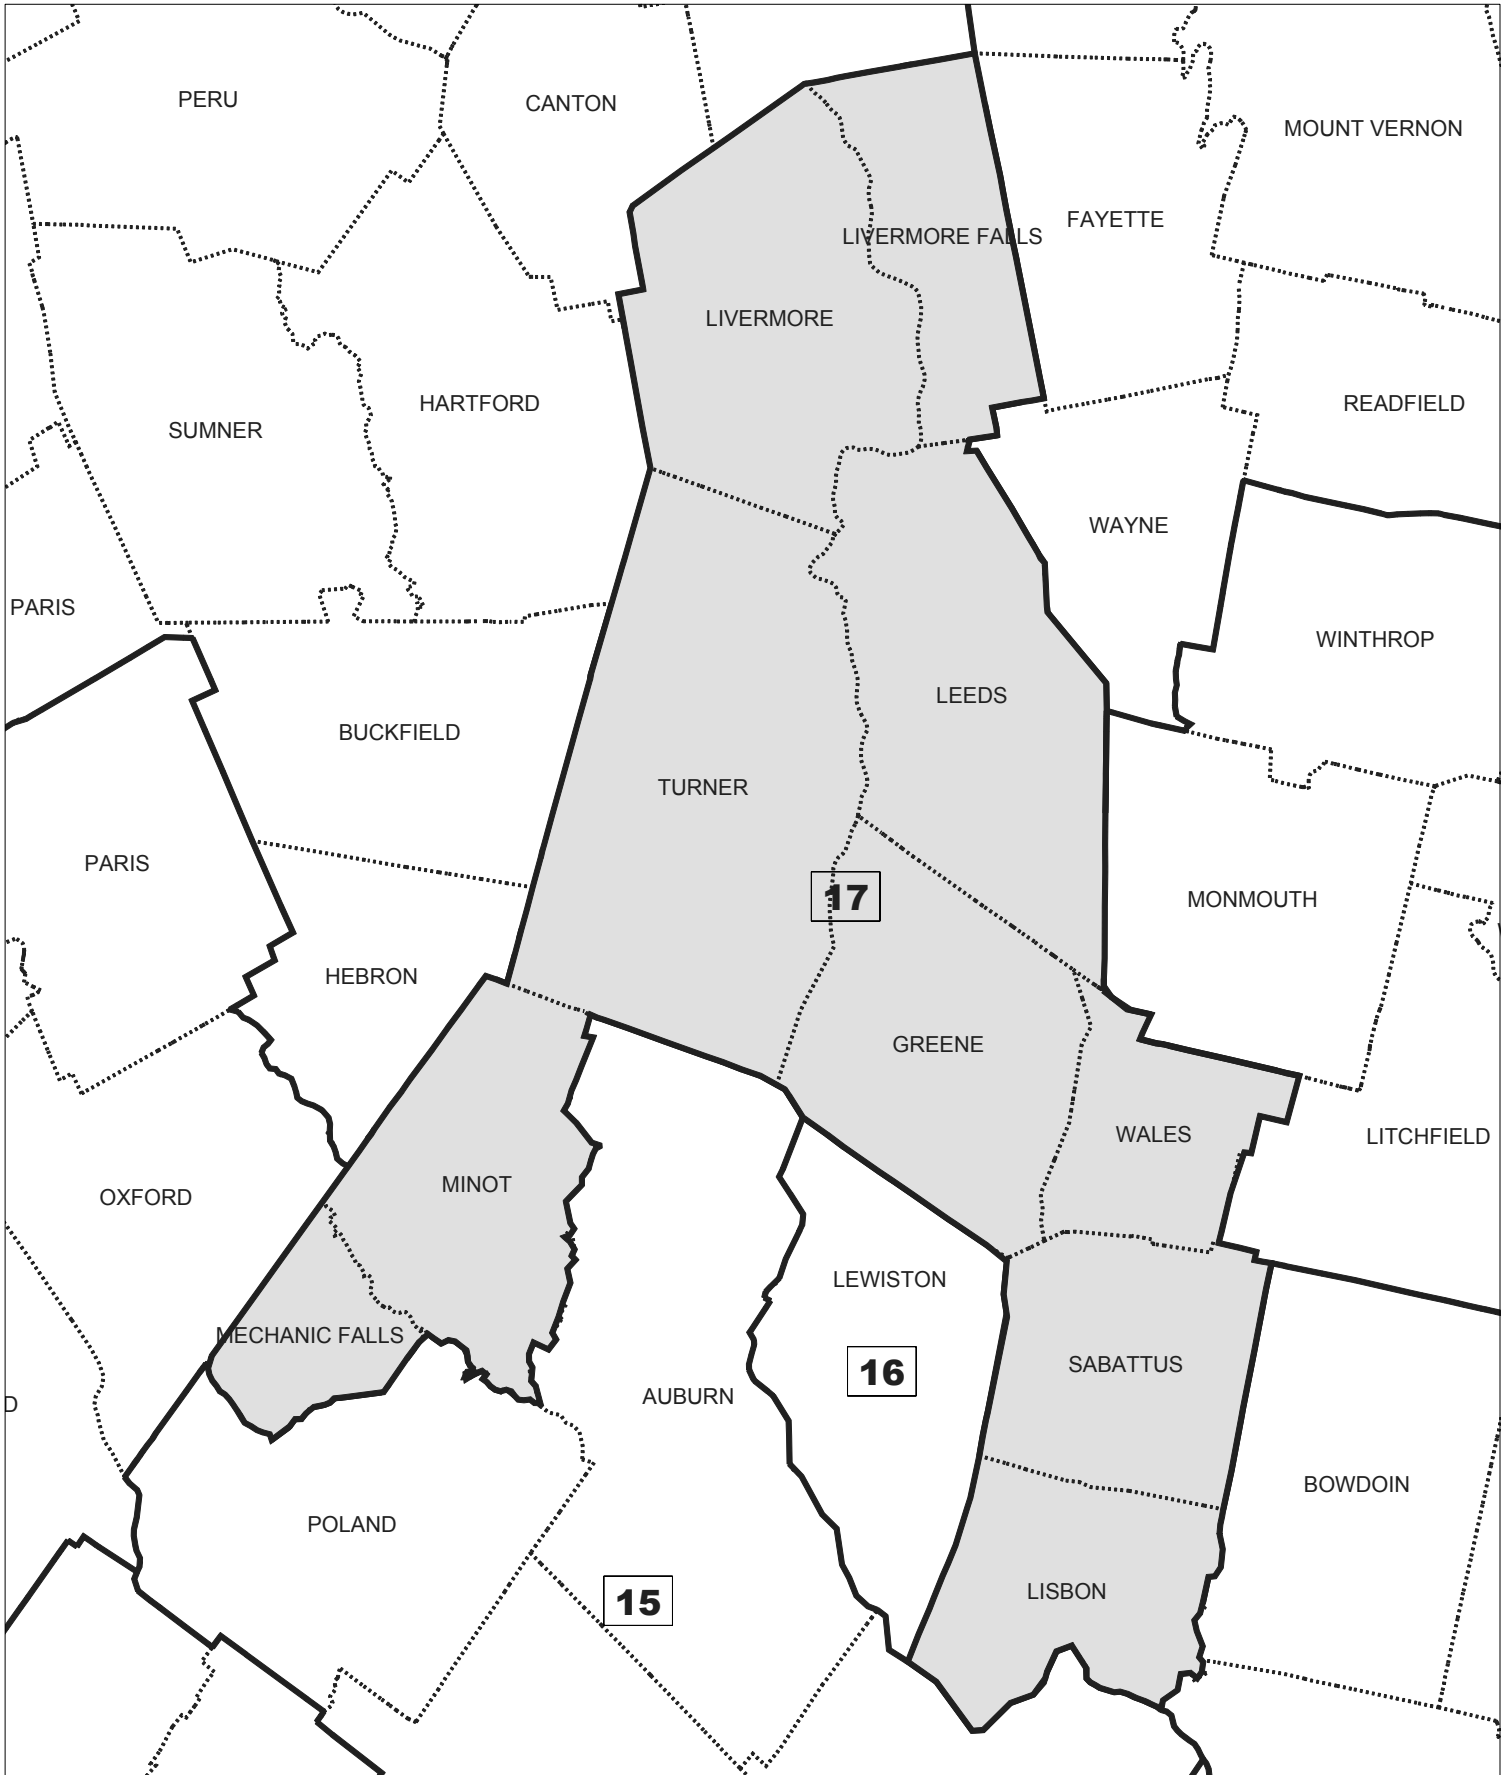 PERU
CANTON
MOUNT VERNON
FAYETTE
LIVERMORE FALLS
LIVERMORE
HARTFORD
READFIELD
SUMNER
WAYNE
PARIS
WINTHROP
LEEDS
BUCKFIELD
TURNER
PARIS
17
MONMOUTH
HEBRON
GREENE
WALES
LITCHFIELD
MINOT
OXFORD
LEWISTON
MECHANIC FALLS
SABATTUS
16
AUBURN
D
BOWDOIN
POLAND
LISBON
15